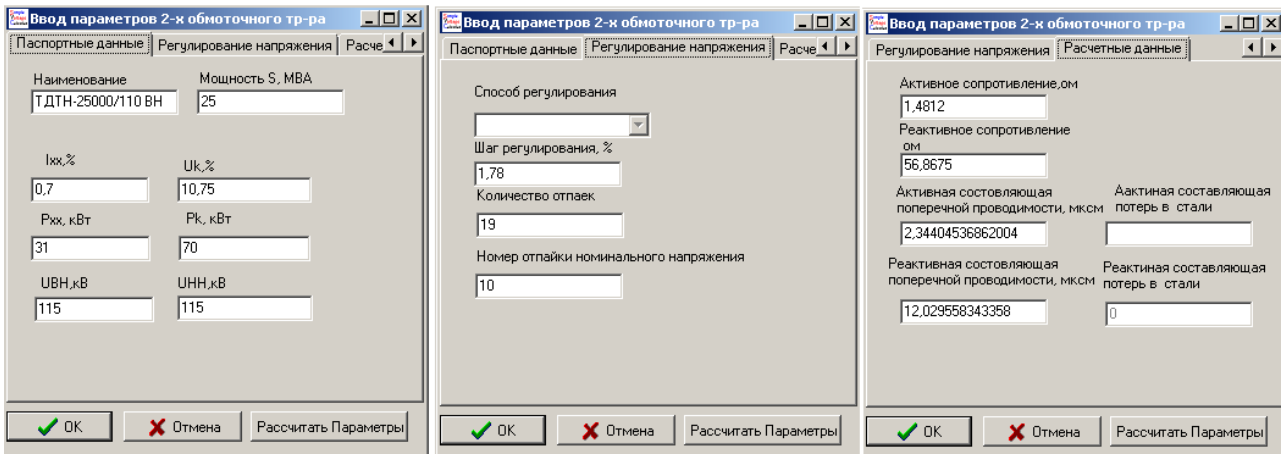 Ввод параметров 2-х обмоточного тр-ра
Паспортные данные Регулирование напряжения Расче
Наименование Мощность S, МВА
ТДТН-25000/110 ВН 25
Ixx,% Uk,%
0,7 10,75
Pxx, кВт Pk, кВт
31 70
UВН,кВ UНН,кВ
115 115
OK Отмена Рассчитать Параметры
Ввод параметров 2-х обмоточного тр-ра
Паспортные данные Регулирование напряжения Расче
Способ регулирования
Шаг регулирования, %
1,78
Количество отпаек
19
Номер отпайки номинального напряжения
10
OK Отмена Рассчитать Параметры
Ввод параметров 2-х обмоточного тр-ра
Регулирование напряжения Расчетные данные
Активное сопротивление,ом
1,4812
Реактивное сопротивление
ом
56,8675
Активная состовляющая Аактиная составляющая
поперечной проводимости, мксм потерь в стали
2,34404536862004
Реактивная состовляющая Реактиная составляющая
поперечной проводимости, мксм потерь в стали
12,029558343358 0
OK Отмена Рассчитать Параметры